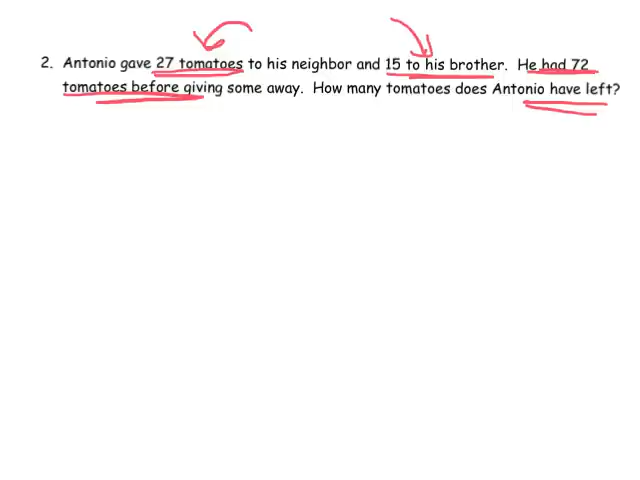 2. Antonio gave 27 tomatoes to his neighbor and 15 to his brother. He had 72
tomatoes before giving some away. How many tomatoes does Antonio have left?